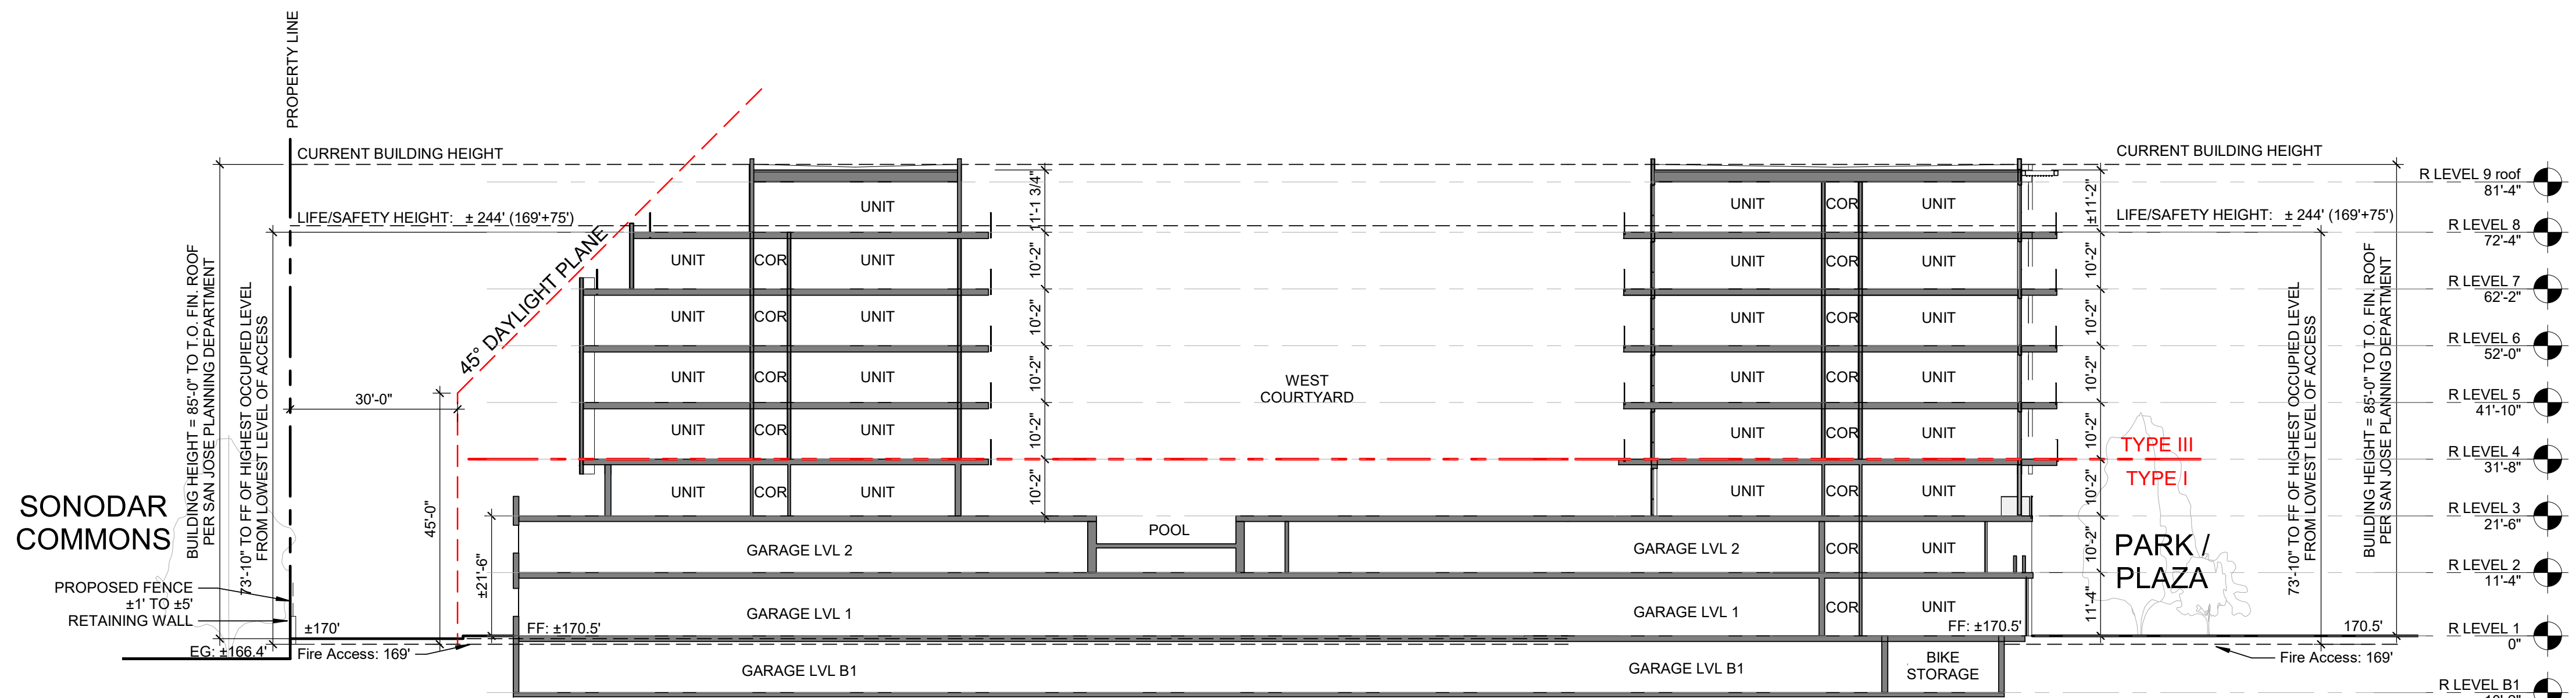 PROPERTY LINE
CURRENT BUILDING HEIGHT
LIFE/SAFETY HEIGHT: ± 244' (169'+75')
45° DAYLIGHT PLANE
BUILDING HEIGHT = 85'-0" TO T.O. FIN. ROOF
PER SAN JOSE PLANNING DEPARTMENT
73'-10" TO FF OF HIGHEST OCCUPIED LEVEL
FROM LOWEST LEVEL OF ACCESS
30'-0"
45'-0"
±21'-6"
SONODAR
COMMONS
PROPOSED FENCE
±1' TO ±5'
RETAINING WALL
±170'
EG: ±166.4'
Fire Access: 169'
FF: ±170.5'
UNIT
UNIT COR UNIT
UNIT COR UNIT
UNIT COR UNIT
UNIT COR UNIT
UNIT COR UNIT
GARAGE LVL 2
GARAGE LVL 1
GARAGE LVL B1
POOL
11'-1 3/4"
10'-2"
10'-2"
10'-2"
10'-2"
10'-2"
WEST
COURTYARD
UNIT COR UNIT
UNIT COR UNIT
UNIT COR UNIT
UNIT COR UNIT
UNIT COR UNIT
UNIT COR UNIT
GARAGE LVL 2 COR UNIT
GARAGE LVL 1 COR UNIT
FF: ±170.5'
GARAGE LVL B1
BIKE
STORAGE
±11'-2"
10'-2"
10'-2"
10'-2"
10'-2"
10'-2"
10'-2"
11'-4"
CURRENT BUILDING HEIGHT
LIFE/SAFETY HEIGHT: ± 244' (169'+75')
TYPE III
TYPE I
PARK /
PLAZA
73'-10" TO FF OF HIGHEST OCCUPIED LEVEL
FROM LOWEST LEVEL OF ACCESS
BUILDING HEIGHT = 85'-0" TO T.O. FIN. ROOF
PER SAN JOSE PLANNING DEPARTMENT
170.5'
Fire Access: 169'
R LEVEL 9 roof
81'-4"
R LEVEL 8
72'-4"
R LEVEL 7
62'-2"
R LEVEL 6
52'-0"
R LEVEL 5
41'-10"
R LEVEL 4
31'-8"
R LEVEL 3
21'-6"
R LEVEL 2
11'-4"
R LEVEL 1
0"
R LEVEL B1